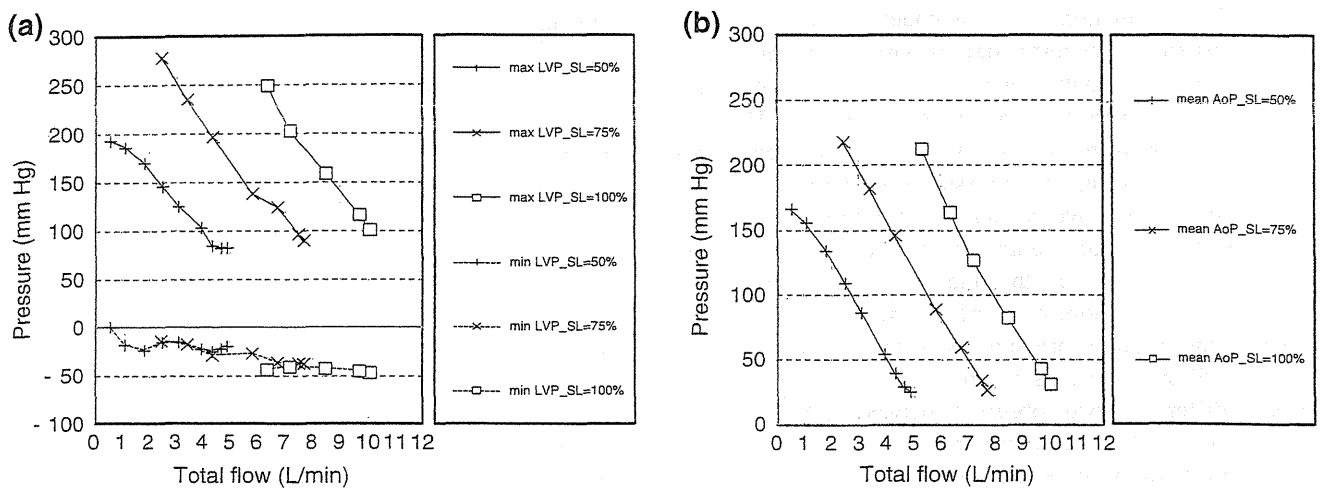 (a)
300
250
200
150
100
50
0
- 50
- 100
Pressure (mm Hg)
0 1 2 3 4 5 6 7 8 9 10 11 12
Total flow (L/min)
max LVP_SL=50%
max LVP_SL=75%
max LVP_SL=100%
min LVP_SL=50%
min LVP_SL=75%
min LVP_SL=100%
(b)
300
250
200
150
100
50
0
Pressure (mm Hg)
0 1 2 3 4 5 6 7 8 9 10 11 12
Total flow (L/min)
mean AoP_SL=50%
mean AoP_SL=75%
mean AoP_SL=100%